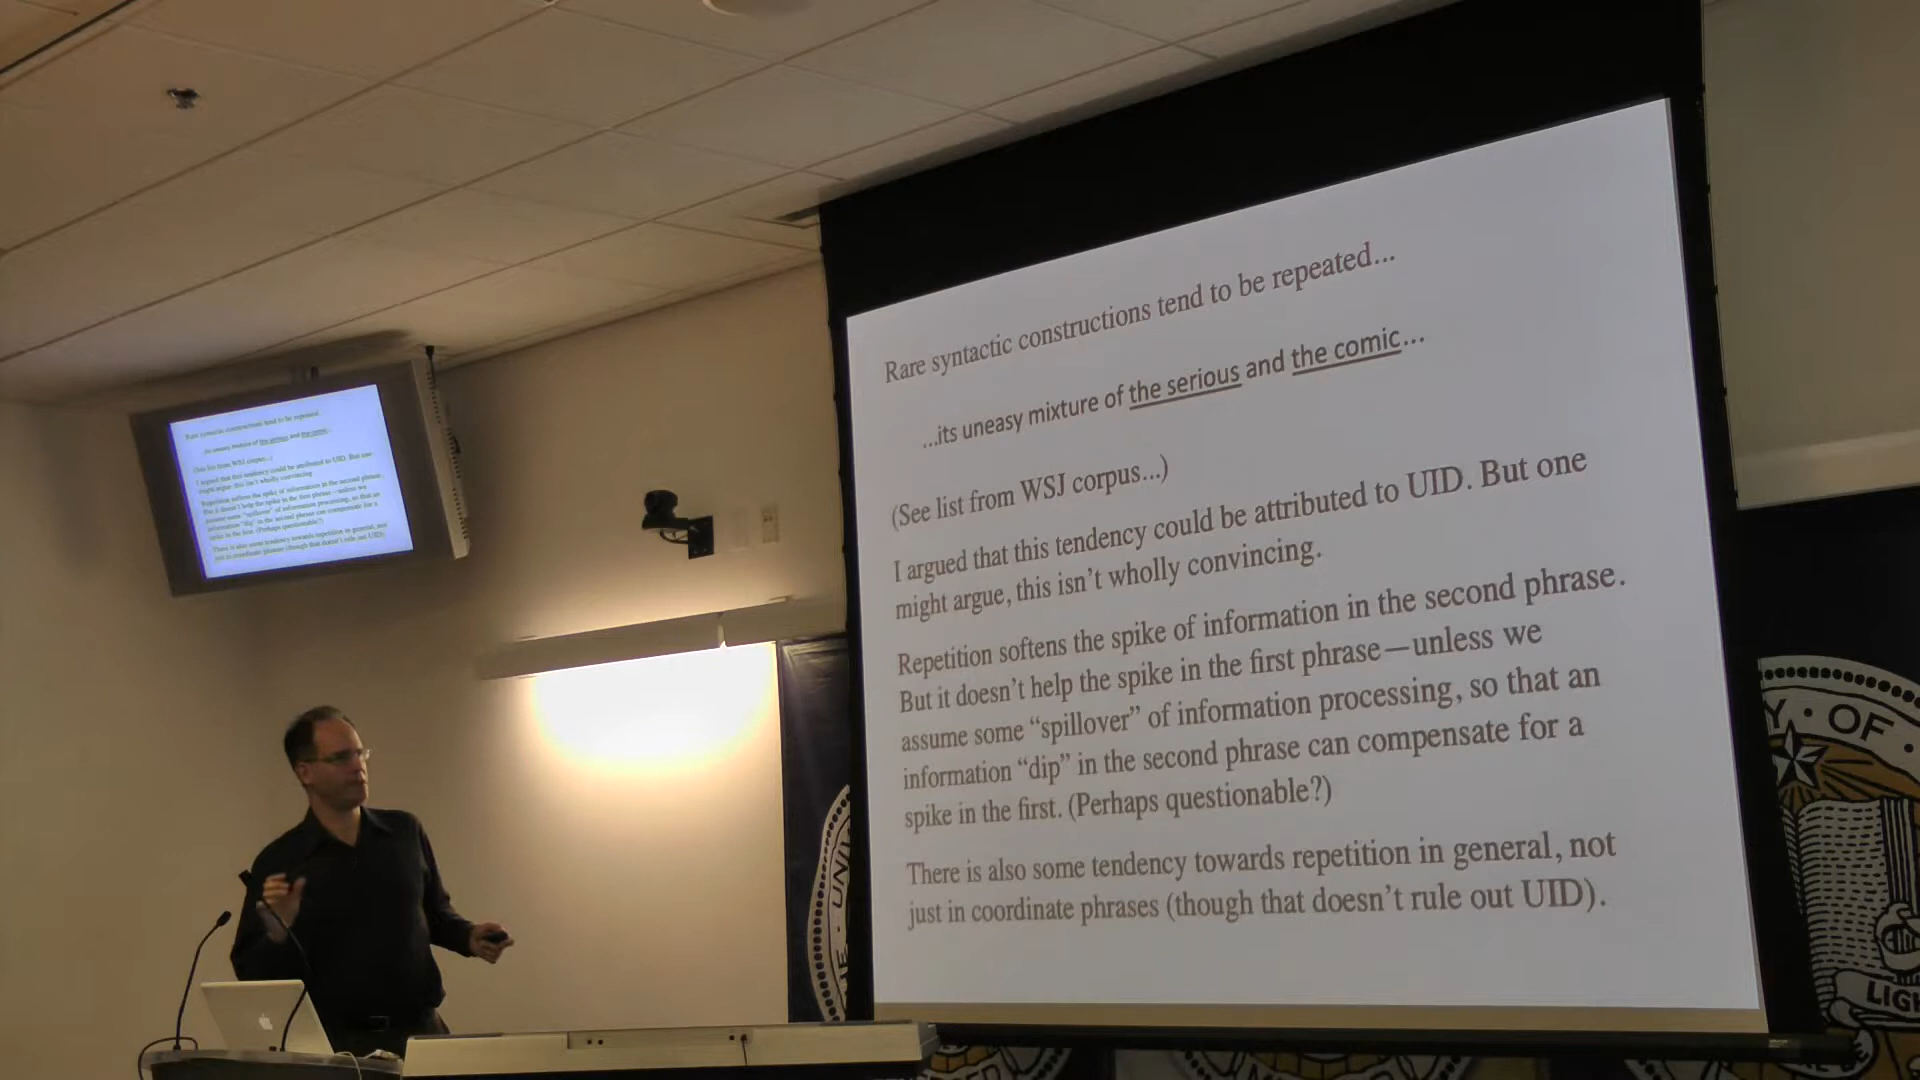 Rare syntactic constructions tend to be repeated...
...its uneasy mixture of the serious and the comic...
(See list from WSJ corpus...)
I argued that this tendency could be attributed to UID. But one
might argue, this isn't wholly convincing.
Repetition softens the spike of information in the second phrase.
But it doesn't help the spike in the first phrase—unless we
assume some “spillover” of information processing, so that an
information “dip” in the second phrase can compensate for a
spike in the first. (Perhaps questionable?)
There is also some tendency towards repetition in general, not
just in coordinate phrases (though that doesn't rule out UID).
Y · OF ·
LIGH